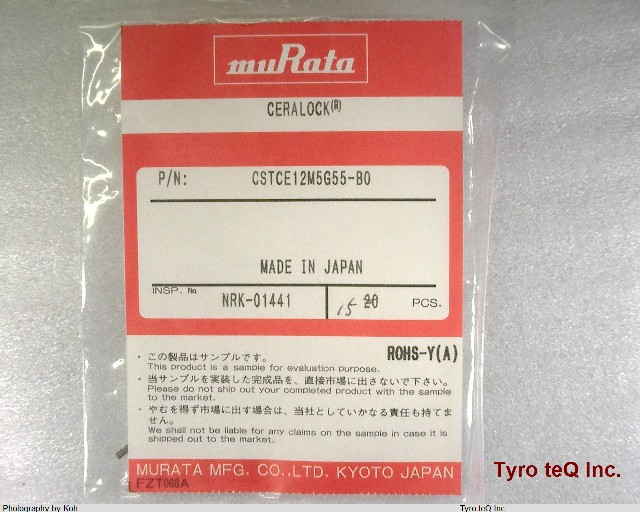 muRata
CERALOCK(R)
P/N: CSTCE12M5G55-B0
MADE IN JAPAN
INSP. No NRK-01441 15 20 PCS.
ROHS-Y(A)
・この製品はサンプルです。
This product is a sample for evaluation purpose.
・当サンプルを実装した完成品を、直接市場に出さないで下さい。
Please do not ship out your completed product with the sample
to the market.
・やむを得ず市場に出す場合は、当社としていかなる責任も持てま
せん。
We shall not be liable for any claims on the sample in case it is
shipped out to the market.
MURATA MFG. CO.,LTD. KYOTO JAPAN
FZT008A
Tyro teQ Inc.
Photography by Koh
Tyro teQ Inc